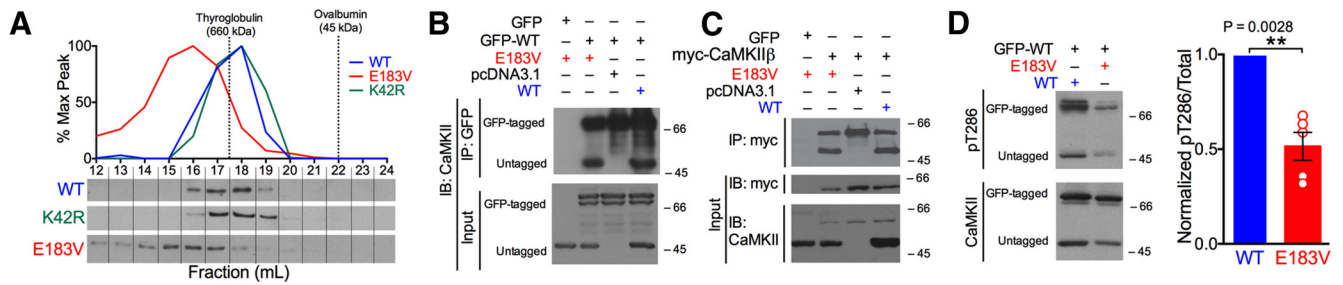 A
Thyroglobulin
(660 kDa)
Ovalbumin
(45 kDa)
WT
E183V
K42R
% Max Peak
100
50
0
12 13 14 15 16 17 18 19 20 21 22 23 24
WT
K42R
E183V
Fraction (mL)
B
GFP + – – –
GFP-WT – + + +
E183V + + – –
pcDNA3.1 – – + –
WT – – – +
IB: CaMKII
IP: GFP
GFP-tagged
Untagged
– 66
– 45
Input
GFP-tagged
Untagged
– 66
– 45
C
GFP + – – –
myc-CaMKIIβ – + + +
E183V + + – –
pcDNA3.1 – – + –
WT – – – +
IP: myc
– 66
– 45
Input
IB: myc
– 66
IB:
CaMKII
– 66
– 45
D
GFP-WT + +
E183V – +
WT + –
pT286
GFP-tagged
Untagged
– 66
– 45
CaMKII
GFP-tagged
Untagged
– 66
– 45
P = 0.0028
**
Normalized pT286/Total
1.0
0.5
0.0
WT E183V